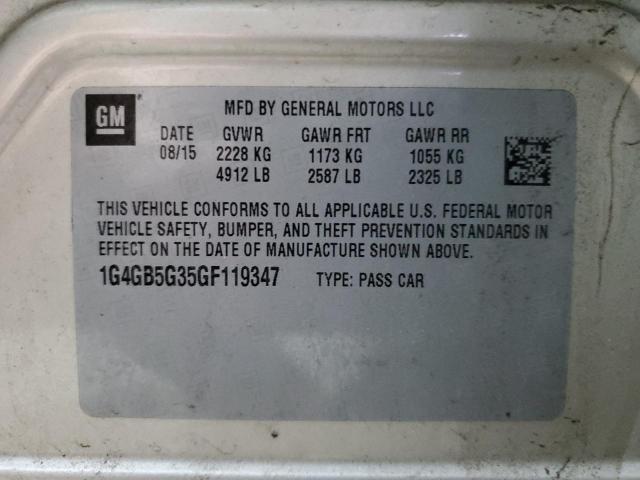 GM
MFD BY GENERAL MOTORS LLC
DATE GVWR GAWR FRT GAWR RR
08/15 2228 KG 1173 KG 1055 KG
4912 LB 2587 LB 2325 LB
THIS VEHICLE CONFORMS TO ALL APPLICABLE U.S. FEDERAL MOTOR
VEHICLE SAFETY, BUMPER, AND THEFT PREVENTION STANDARDS IN
EFFECT ON THE DATE OF MANUFACTURE SHOWN ABOVE.
1G4GB5G35GF119347 TYPE: PASS CAR